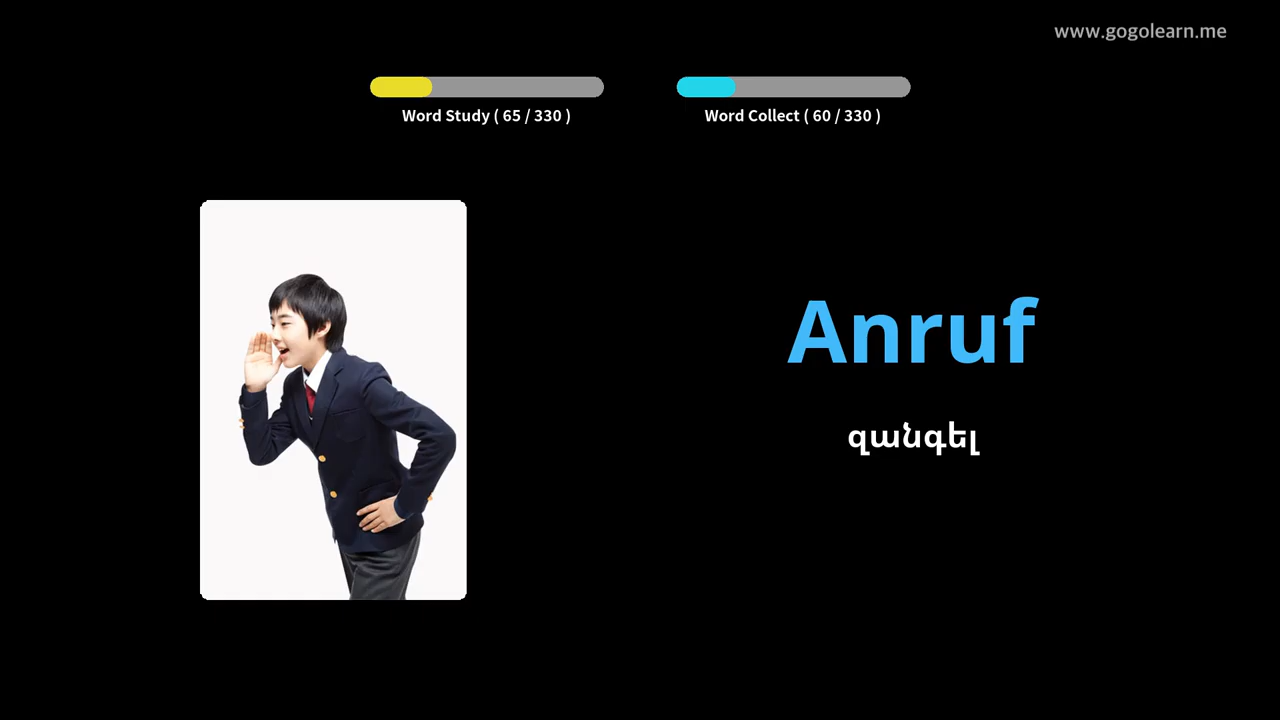 www.gogolearn.me
Word Study ( 65 / 330 )
Word Collect ( 60 / 330 )
Anruf
զանգել